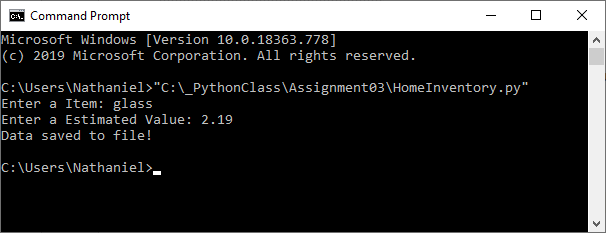 Command Prompt
Microsoft Windows [Version 10.0.18363.778]
(c) 2019 Microsoft Corporation. All rights reserved.
C:\Users\Nathaniel>"C:\_PythonClass\Assignment03\HomeInventory.py"
Enter a Item: glass
Enter a Estimated Value: 2.19
Data saved to file!
C:\Users\Nathaniel>